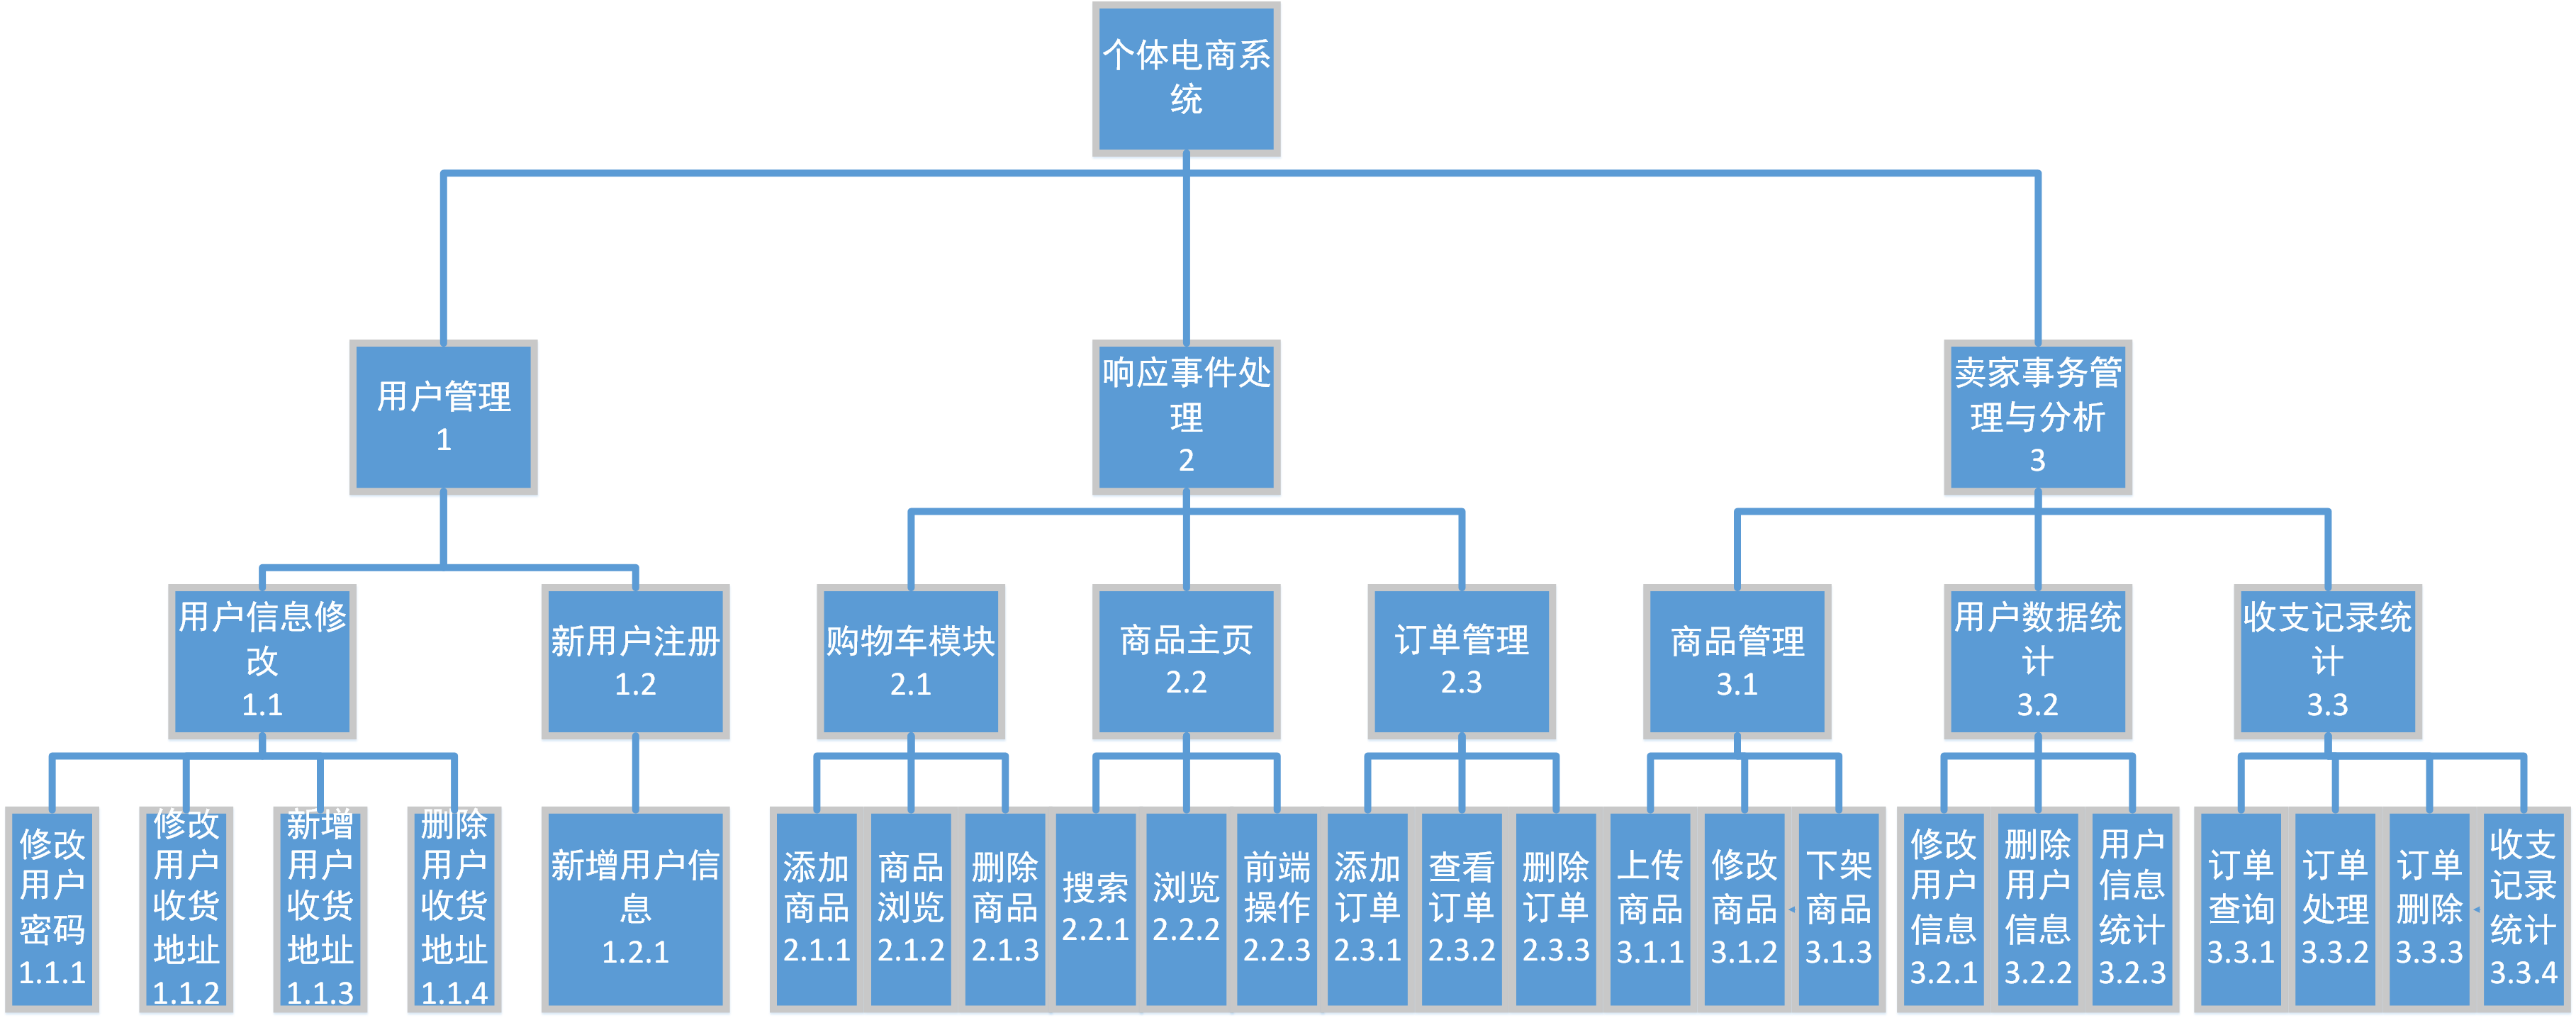 个体电商系
统
用户管理
1
响应事件处
理
2
卖家事务管
理与分析
3
用户信息修
改
1.1
新用户注册
1.2
购物车模块
2.1
商品主页
2.2
订单管理
2.3
商品管理
3.1
用户数据统
计
3.2
收支记录统
计
3.3
修改
用户
密码
1.1.1
修改
用户
收货
地址
1.1.2
新增
用户
收货
地址
1.1.3
删除
用户
收货
地址
1.1.4
新增用户信
息
1.2.1
添加
商品
2.1.1
商品
浏览
2.1.2
删除
商品
2.1.3
搜索
2.2.1
浏览
2.2.2
前端
操作
2.2.3
添加
订单
2.3.1
查看
订单
2.3.2
删除
订单
2.3.3
上传
商品
3.1.1
修改
商品
3.1.2
下架
商品
3.1.3
修改
用户
信息
3.2.1
删除
用户
信息
3.2.2
用户
信息
统计
3.2.3
订单
查询
3.3.1
订单
处理
3.3.2
订单
删除
3.3.3
收支
记录
统计
3.3.4